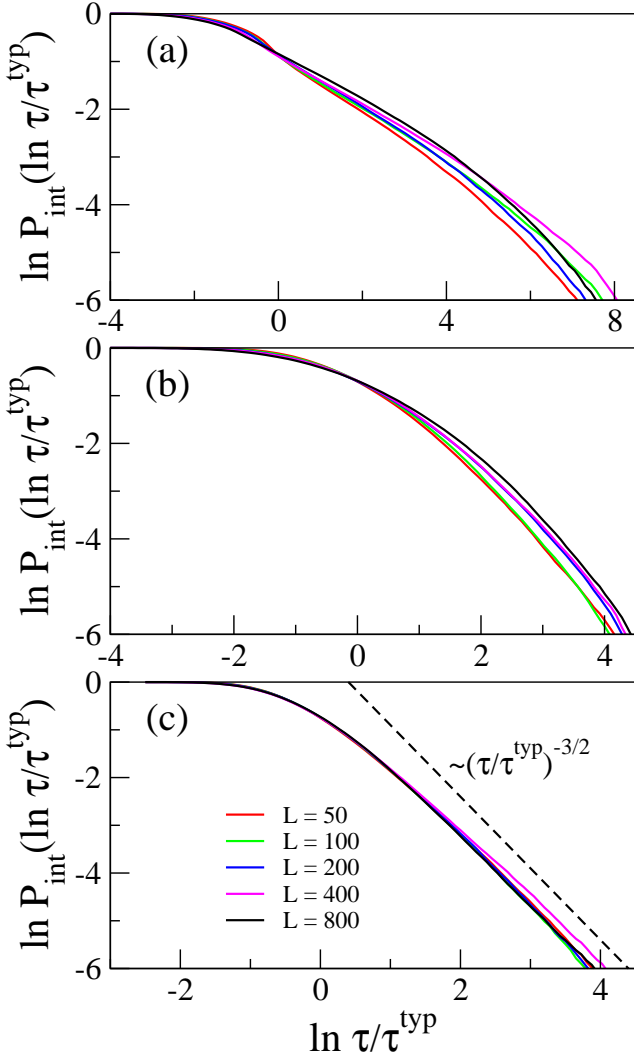 (a)
ln P_int(ln τ/τ^typ)
0
-2
-4
-6
-4 0 4 8
(b)
ln P_int(ln τ/τ^typ)
0
-2
-4
-6
-4 -2 0 2 4
(c)
ln P_int(ln τ/τ^typ)
0
-2
-4
-6
~(τ/τ^typ)^-3/2
L = 50
L = 100
L = 200
L = 400
L = 800
-2 0 2 4
ln τ/τ^typ